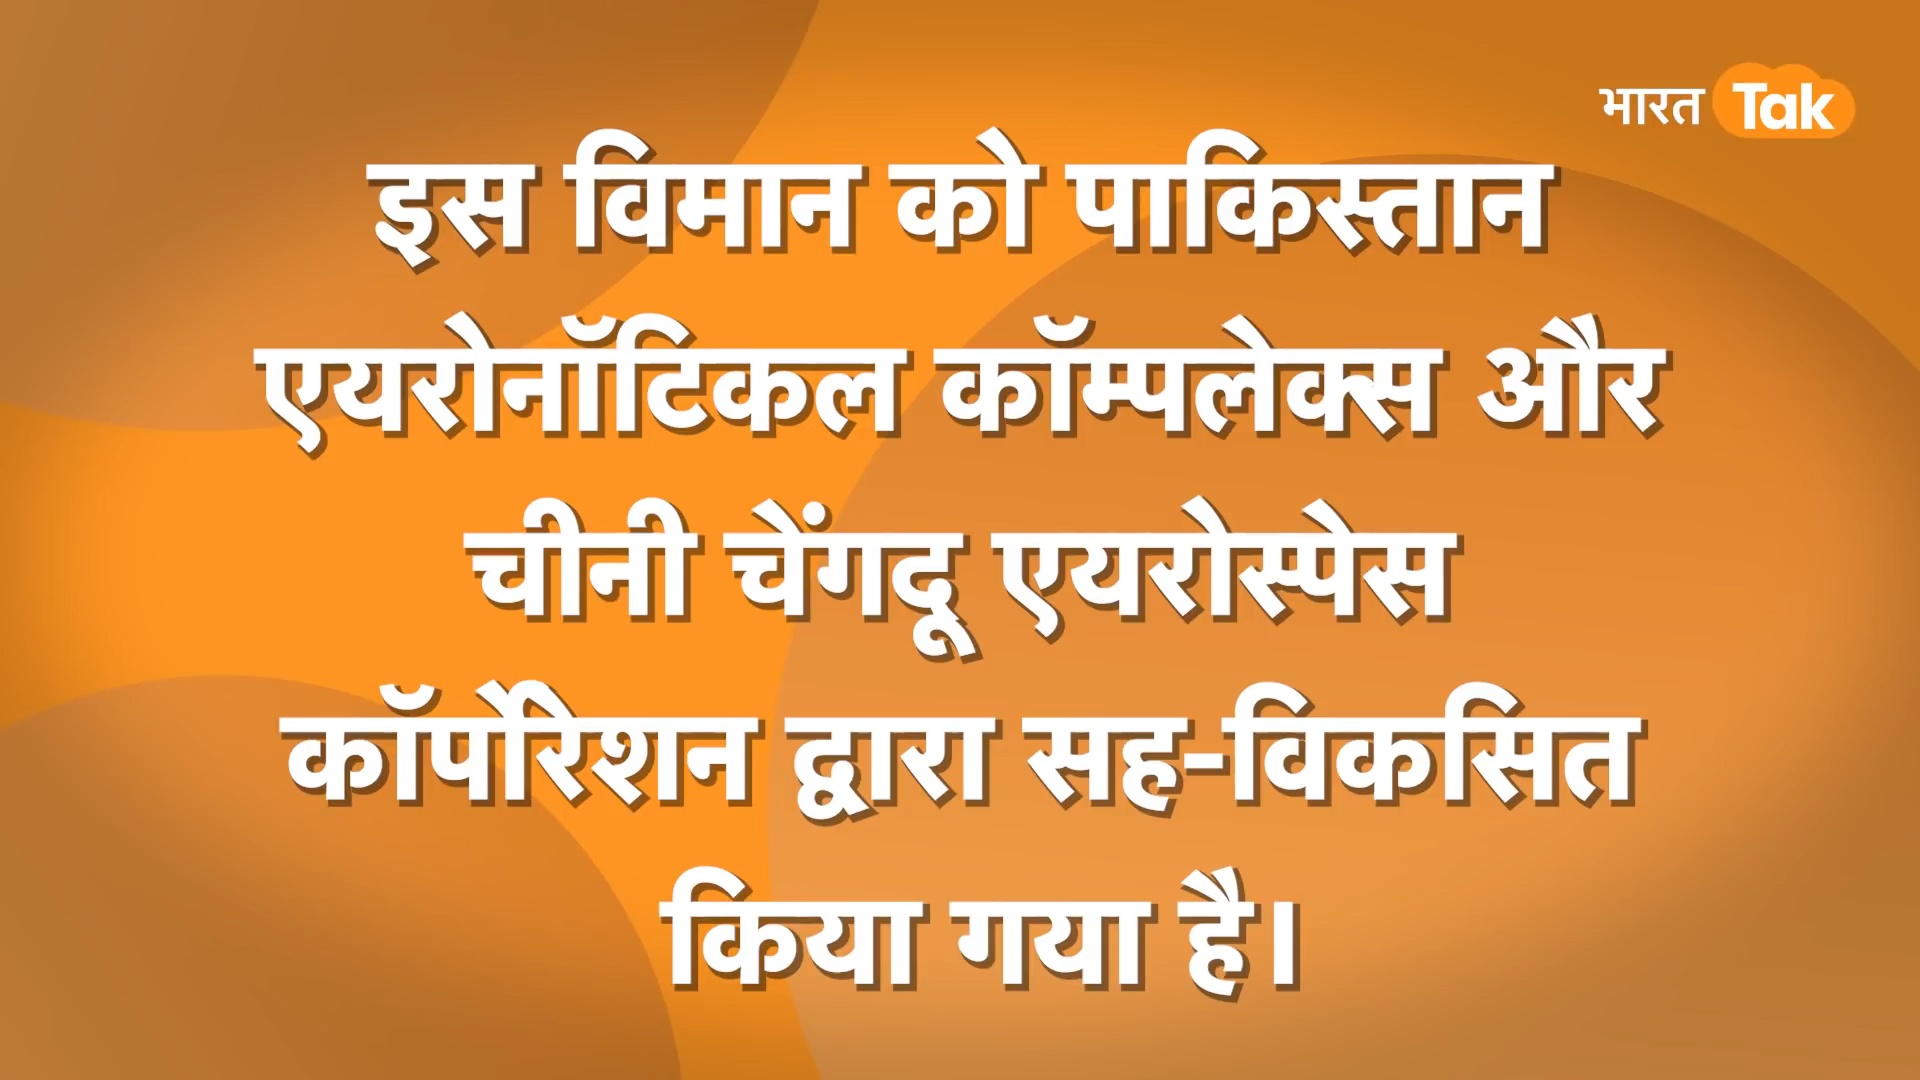 भारत Tak
इस विमान को पाकिस्तान
एयरोनॉटिकल कॉम्पलेक्स और
चीनी चेंगदू एयरोस्पेस
कॉर्पोरेशन द्वारा सह-विकसित
किया गया है।